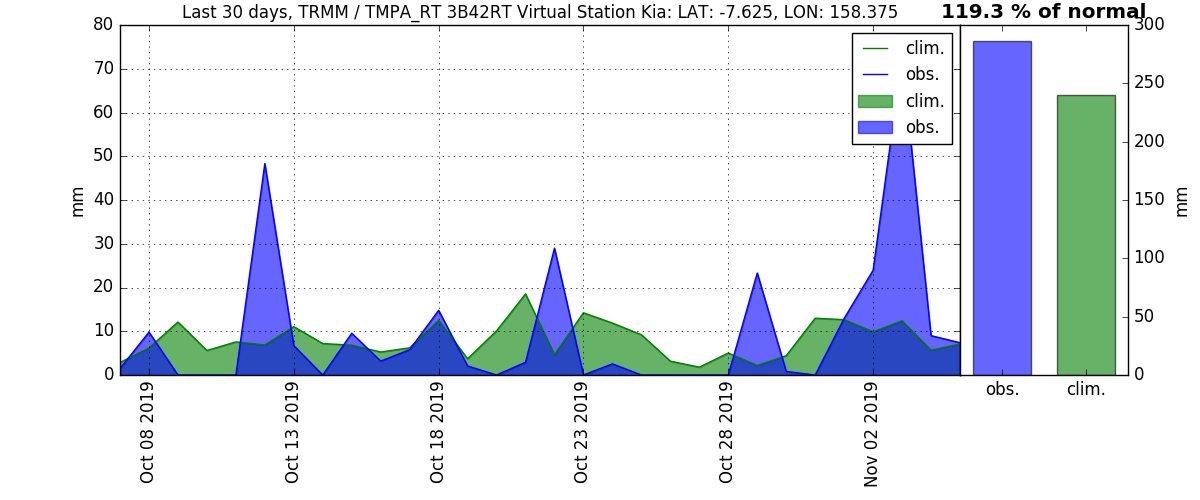 Last 30 days, TRMM / TMPA_RT 3B42RT Virtual Station Kia: LAT: -7.625, LON: 158.375
119.3 % of normal
80
70
60
50
40
30
20
10
0
mm
clim.
obs.
clim.
obs.
Oct 08 2019
Oct 13 2019
Oct 18 2019
Oct 23 2019
Oct 28 2019
Nov 02 2019
300
250
200
150
100
50
0
mm
obs.
clim.